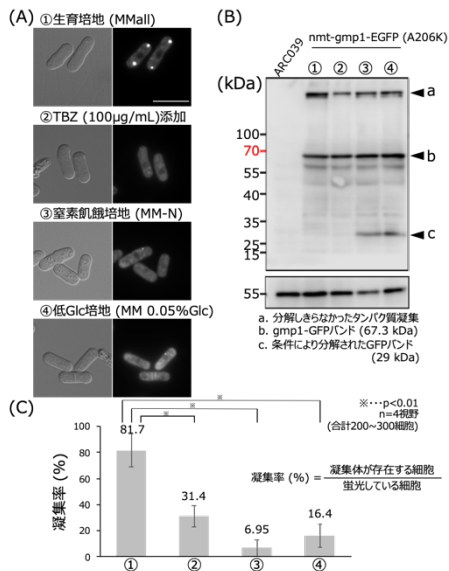 (A)
①生育培地 (MMall)
②TBZ (100μg/mL)添加
③窒素飢餓培地 (MM-N)
④低Glc培地 (MM 0.05%Glc)
(B)
ARC039
nmt-gmp1-EGFP (A206K)
① ② ③ ④
(kDa)
a
100
70
b
55
40
35
c
25
15
55
a. 分解しきらなかったタンパク質凝集
b. gmp1-GFPバンド (67.3 kDa)
c. 条件により分解されたGFPバンド
(29 kDa)
(C)
※
※
※・・・p<0.01
n=4視野
(合計200~300細胞)
凝集率 (%)
100
80
60
40
20
0
81.7
31.4
6.95
16.4
① ② ③ ④
凝集率 (%) = 凝集体が存在する細胞
蛍光している細胞